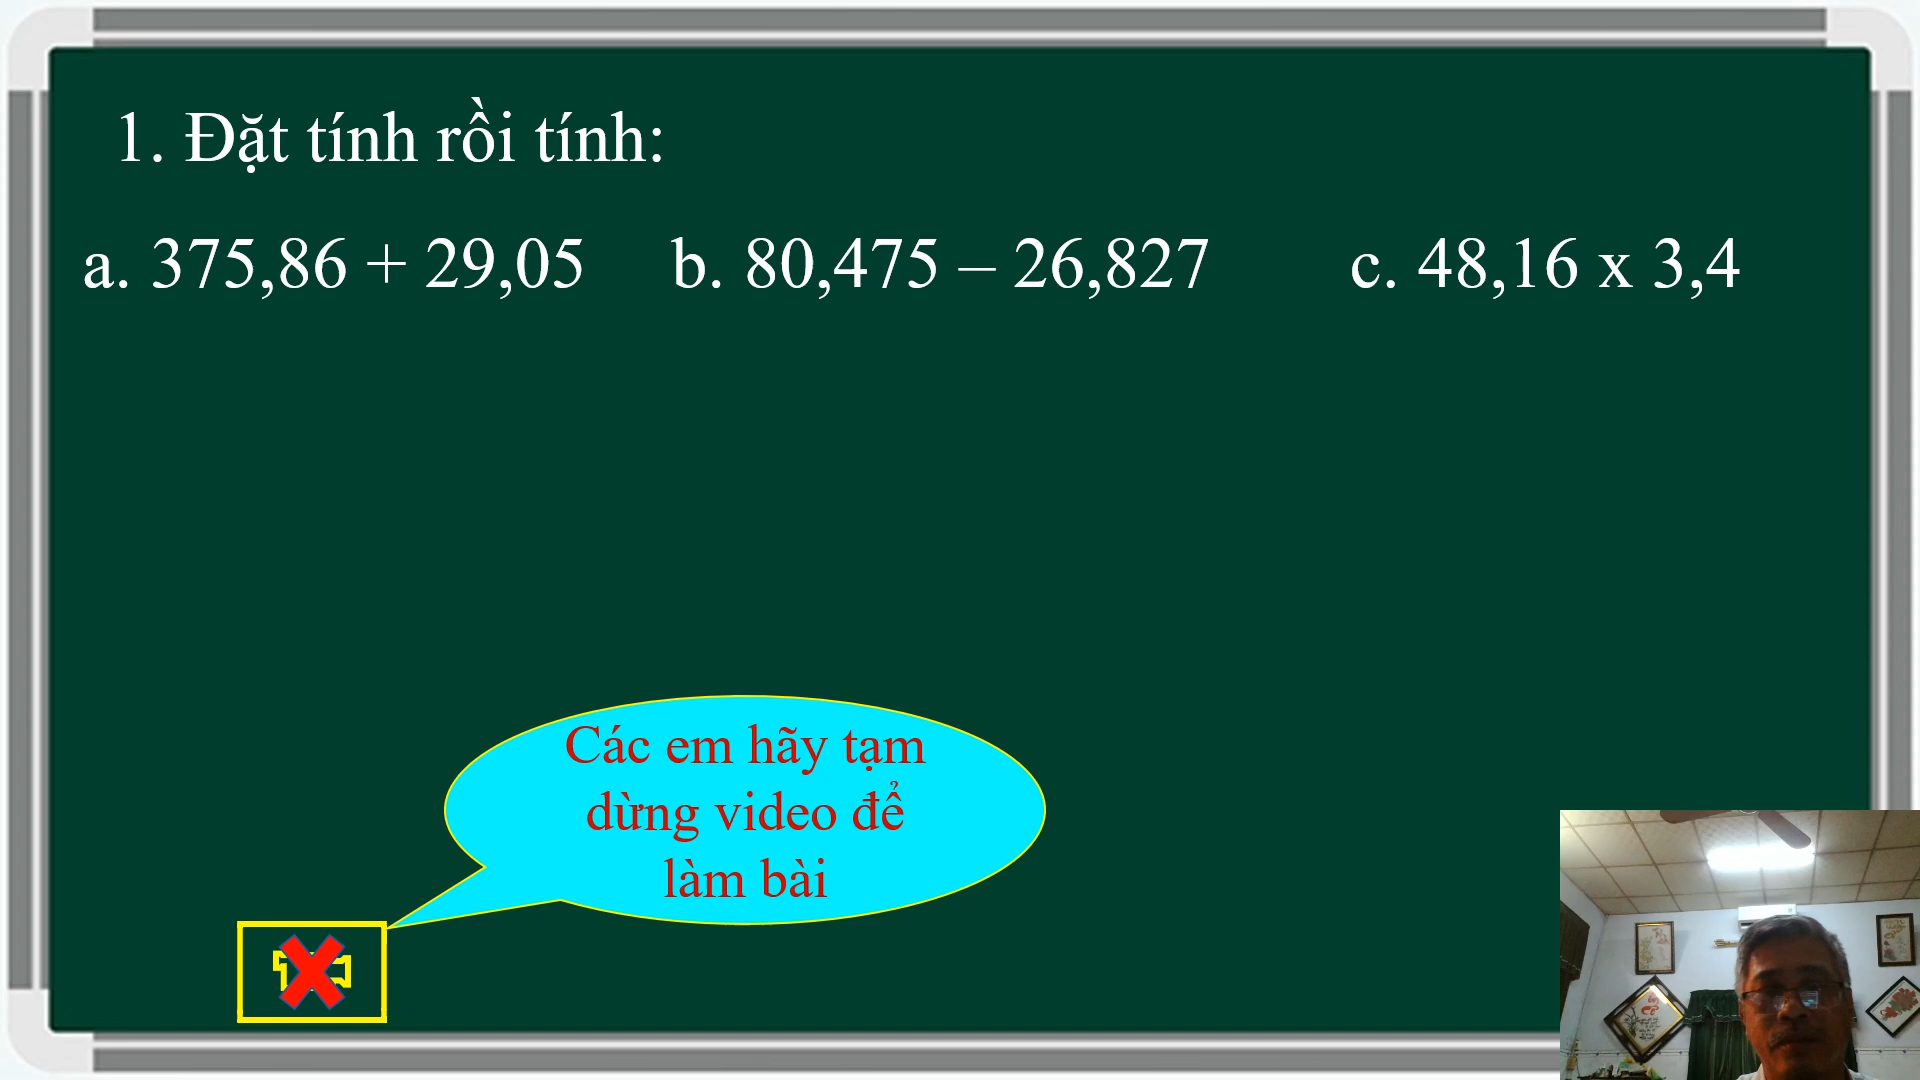 1. Đặt tính rồi tính:
a. 375,86 + 29,05 b. 80,475 – 26,827 c. 48,16 x 3,4
Các em hãy tạm
dừng video để
làm bài